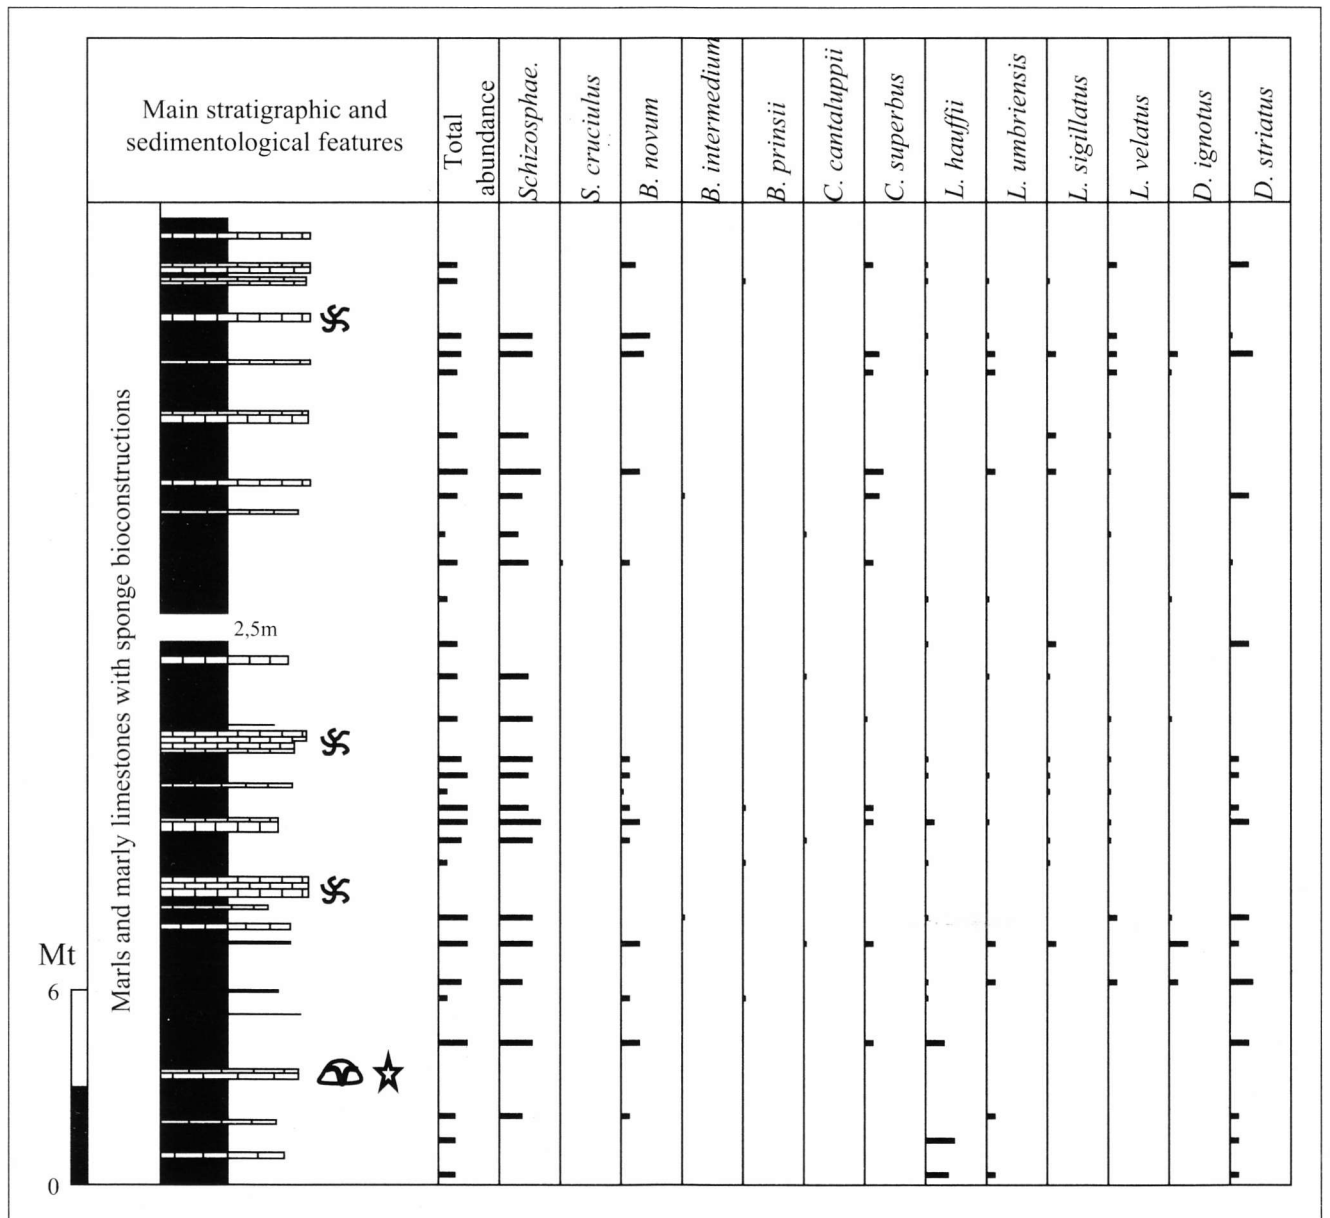 Main stratigraphic and
sedimentological features
Total
abundance
Schizosphae.
S. cruciulus
B. novum
B. intermedium
B. prinsii
C. cantaluppii
C. superbus
L. hauffii
L. umbriensis
L. sigillatus
L. velatus
D. ignotus
D. striatus
Marls and marly limestones with sponge bioconstructions
2,5m
Mt
6
0